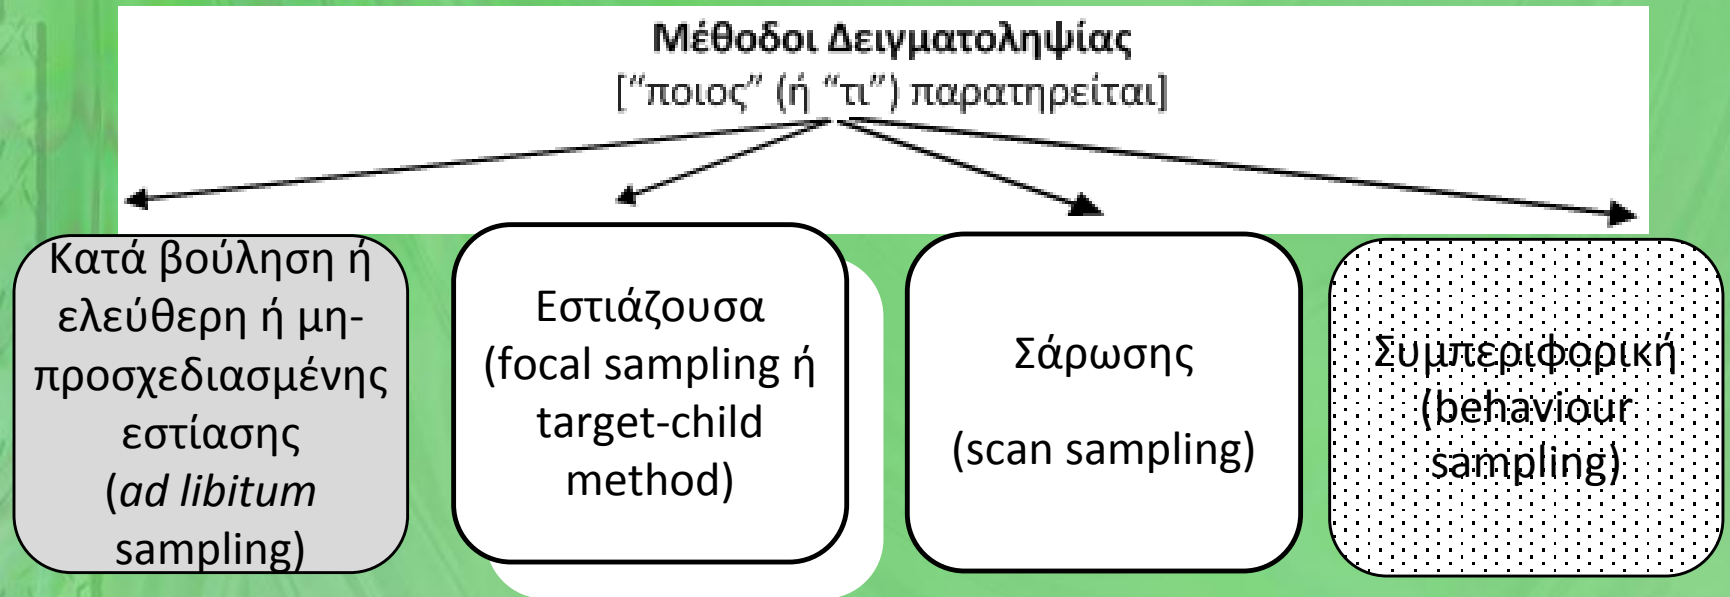 Μέθοδοι Δειγματοληψίας
[“ποιος” (ή “τι”) παρατηρείται]
Κατά βούληση ή
ελεύθερη ή μη-
προσχεδιασμένης
εστίασης
(ad libitum
sampling)
Εστιάζουσα
(focal sampling ή
target-child
method)
Σάρωσης
(scan sampling)
Συμπεριφορική
(behaviour
sampling)